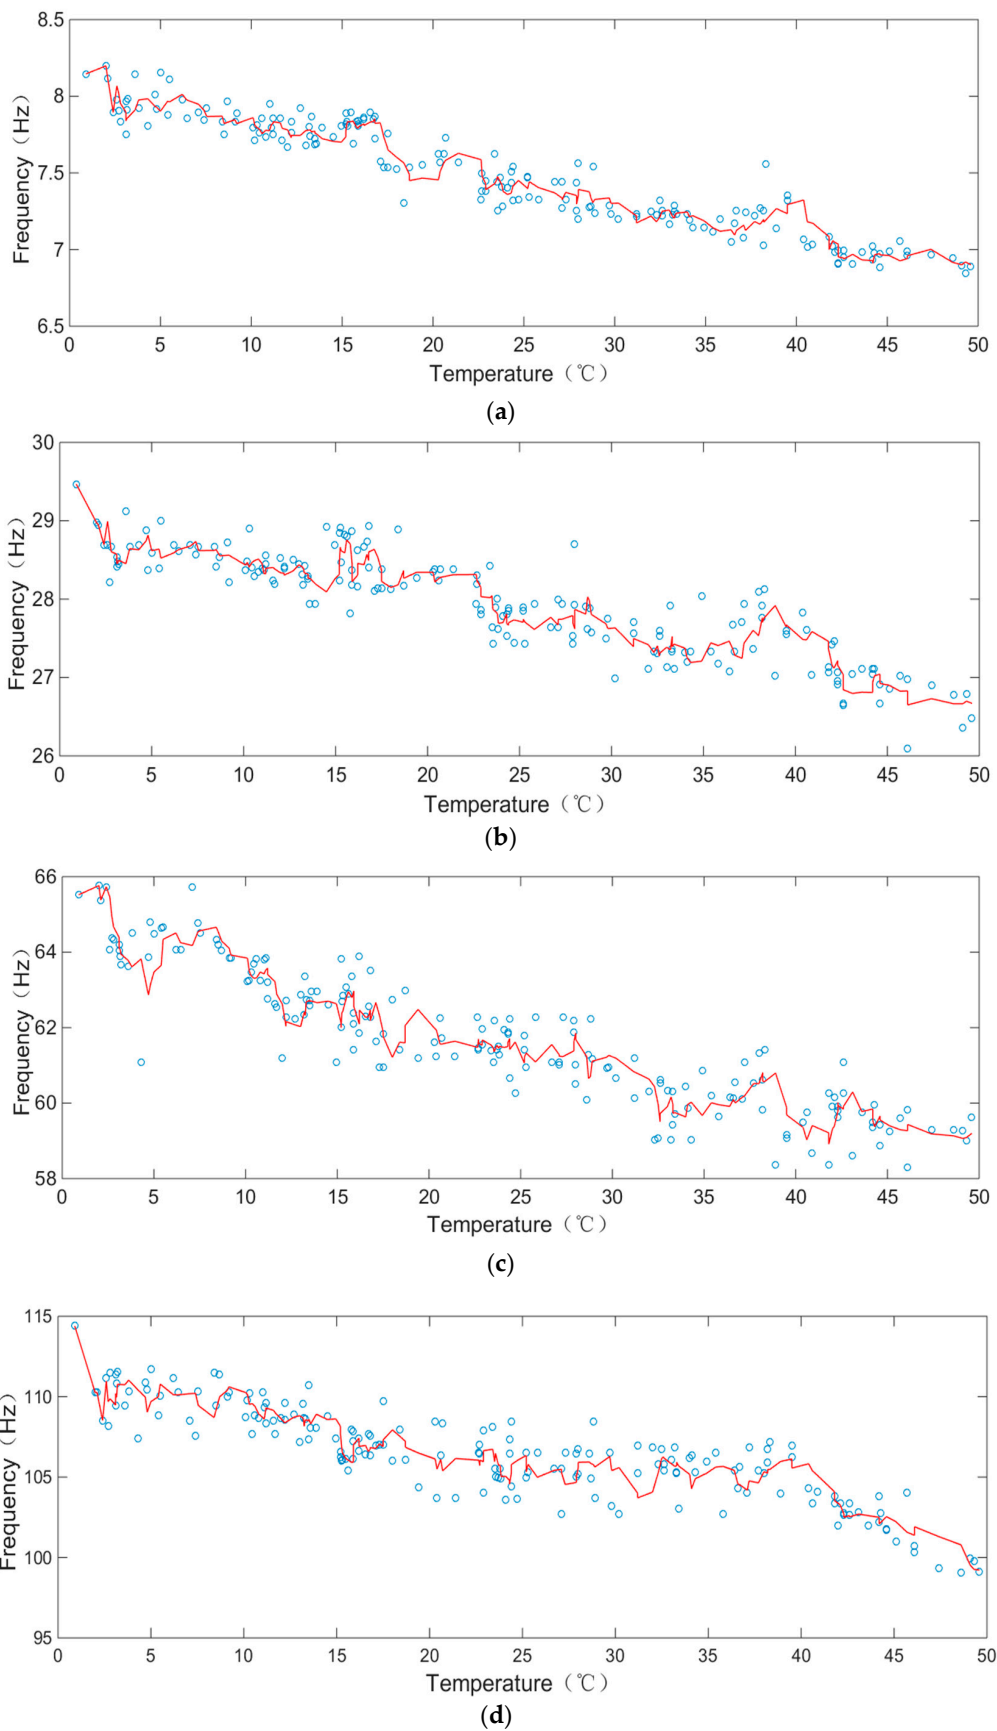 8.5
8
7.5
7
6.5
Frequency（Hz）
0 5 10 15 20 25 30 35 40 45 50
Temperature（℃）
(a)
30
29
28
27
26
Frequency（Hz）
0 5 10 15 20 25 30 35 40 45 50
Temperature（℃）
(b)
66
64
62
60
58
Frequency（Hz）
0 5 10 15 20 25 30 35 40 45 50
Temperature（℃）
(c)
115
110
105
100
95
Frequency（Hz）
0 5 10 15 20 25 30 35 40 45 50
Temperature（℃）
(d)